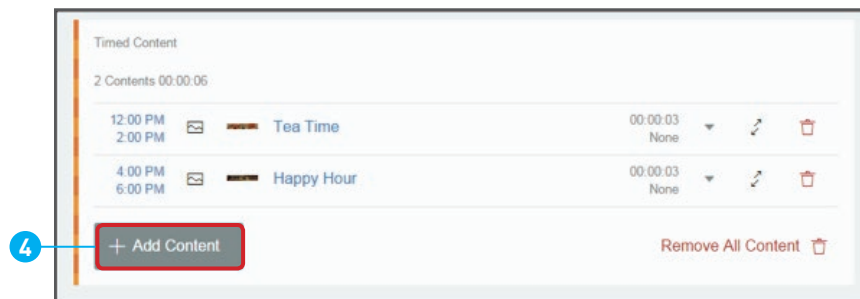 Timed Content
2 Contents 00:00:06
12:00 PM
2:00 PM
Tea Time
00:00:03
None
4:00 PM
6:00 PM
Happy Hour
00:00:03
None
4
+ Add Content
Remove All Content